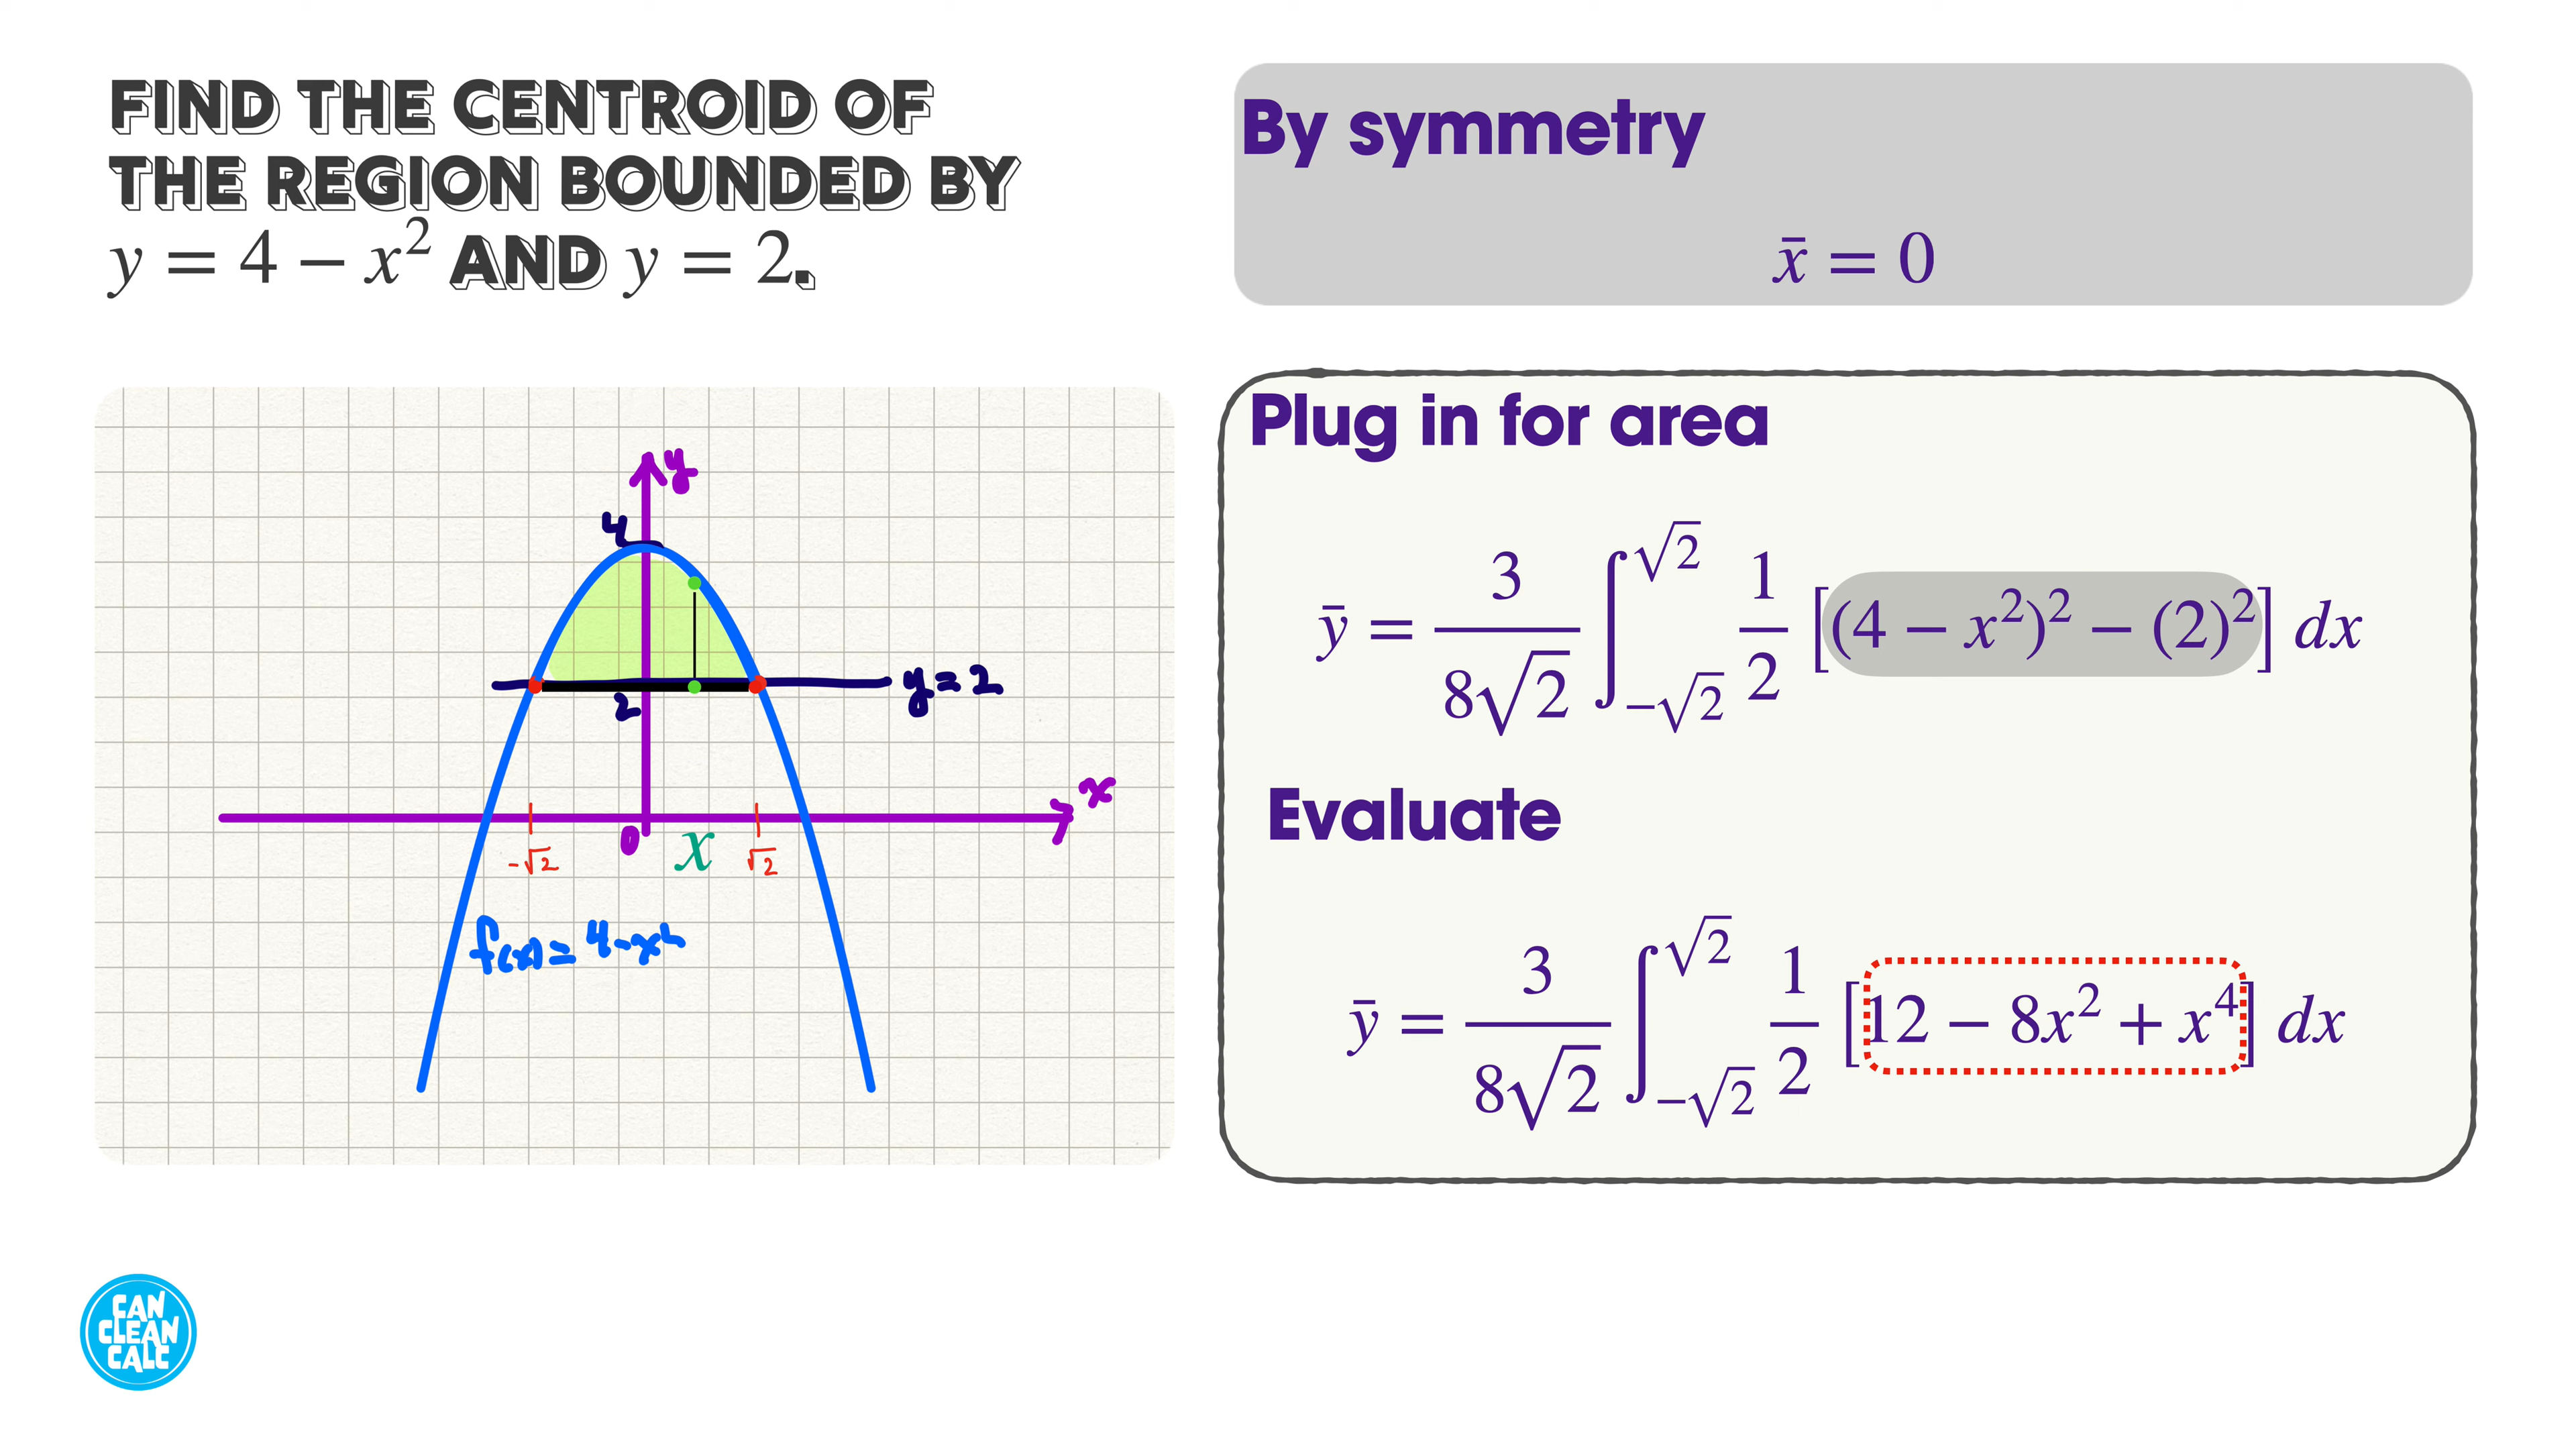 FIND THE CENTROID OF
THE REGION BOUNDED BY
y = 4 − x² AND y = 2.
By symmetry
x̄ = 0
y
4
y = 2
2
x
0
-√2
x
√2
f(x) = 4-x²
Plug in for area
ȳ = 3/(8√2) ∫_{−√2}^{√2} 1/2 [(4 − x²)² − (2)²] dx
Evaluate
ȳ = 3/(8√2) ∫_{−√2}^{√2} 1/2 [12 − 8x² + x⁴] dx
CAN
CLEAN
CALC